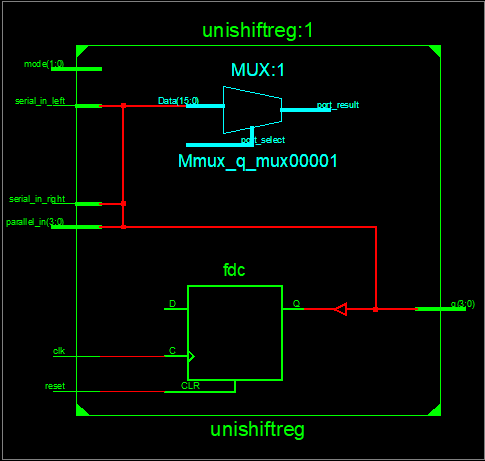 unishiftreg:1
mode(1:0)
MUX:1
serial_in_left
Data(15:0)
port_result
port_select
Mmux_q_mux00001
serial_in_right
parallel_in(3:0)
fdc
D
Q
q(3:0)
clk
C
reset
CLR
unishiftreg